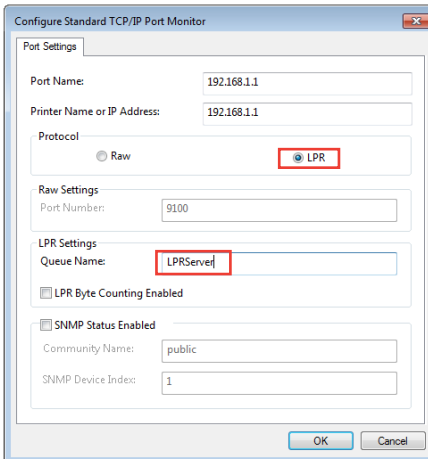 Configure Standard TCP/IP Port Monitor
Port Settings
Port Name: 192.168.1.1
Printer Name or IP Address: 192.168.1.1
Protocol
Raw LPR
Raw Settings
Port Number: 9100
LPR Settings
Queue Name: LPRServer
LPR Byte Counting Enabled
SNMP Status Enabled
Community Name: public
SNMP Device Index: 1
OK Cancel